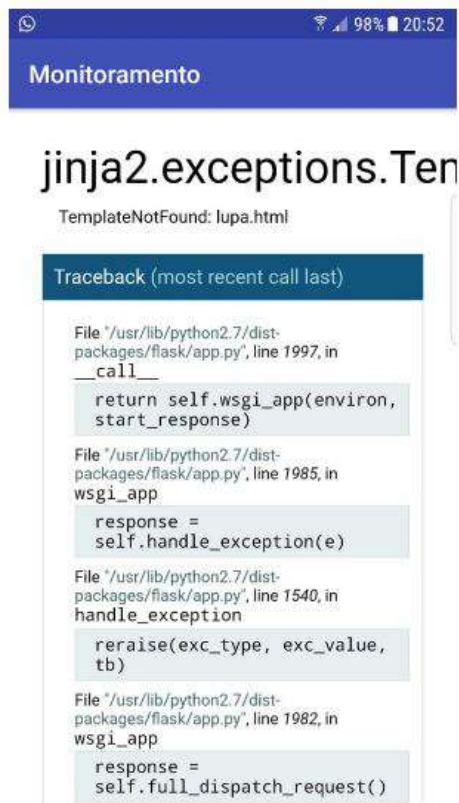 98% 20:52
Monitoramento
jinja2.exceptions.Ten
TemplateNotFound: lupa.html
Traceback (most recent call last)
File "/usr/lib/python2.7/dist-
packages/flask/app.py", line 1997, in
__call__
return self.wsgi_app(environ,
start_response)
File "/usr/lib/python2.7/dist-
packages/flask/app.py", line 1985, in
wsgi_app
response =
self.handle_exception(e)
File "/usr/lib/python2.7/dist-
packages/flask/app.py", line 1540, in
handle_exception
reraise(exc_type, exc_value,
tb)
File "/usr/lib/python2.7/dist-
packages/flask/app.py", line 1982, in
wsgi_app
response =
self.full_dispatch_request()